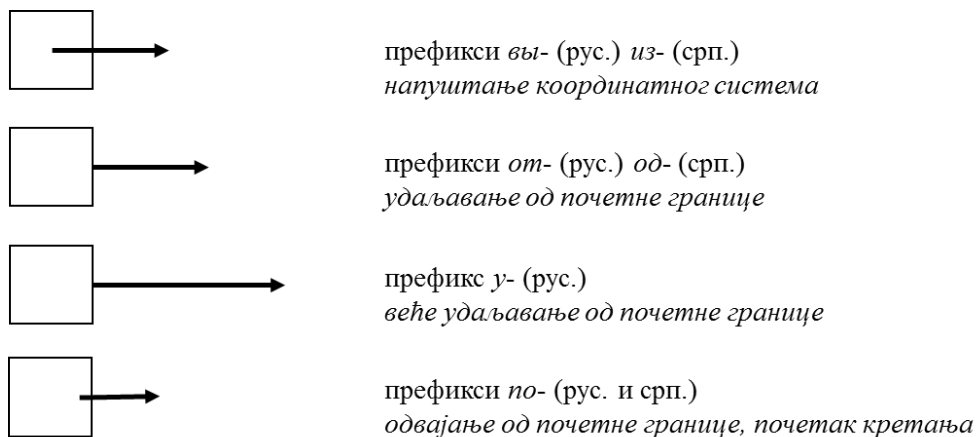 префикси вы- (рус.) из- (срп.)
напуштање координатног система
префикси от- (рус.) од- (срп.)
удаљавање од почетне границе
префикс у- (рус.)
веће удаљавање од почетне границе
префикси по- (рус. и срп.)
одвајање од почетне границе, почетак кретања